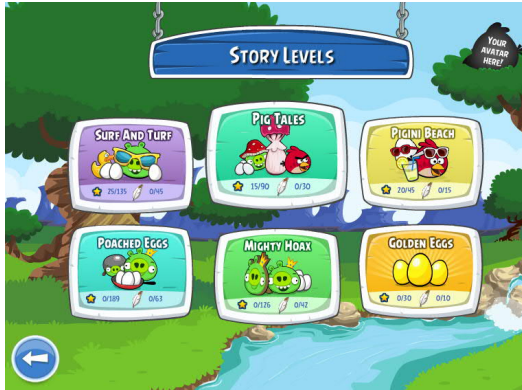 STORY LEVELS
YOUR
AVATAR
HERE!
SURF AND TURF
25/135 0/45
PIG TALES
15/90 0/30
PIGINI BEACH
20/45 0/15
POACHED EGGS
0/189 0/63
MIGHTY HOAX
0/126 0/42
GOLDEN EGGS
0/30 0/10